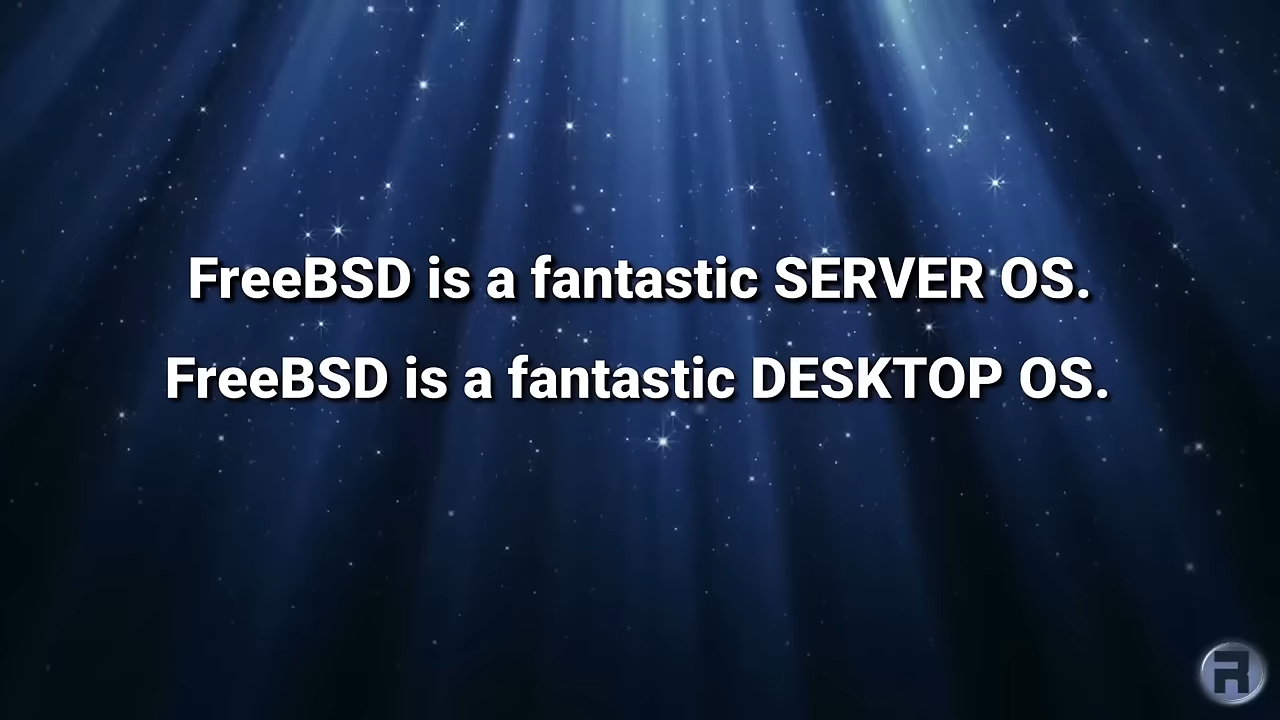 FreeBSD is a fantastic SERVER OS.
FreeBSD is a fantastic DESKTOP OS.
R